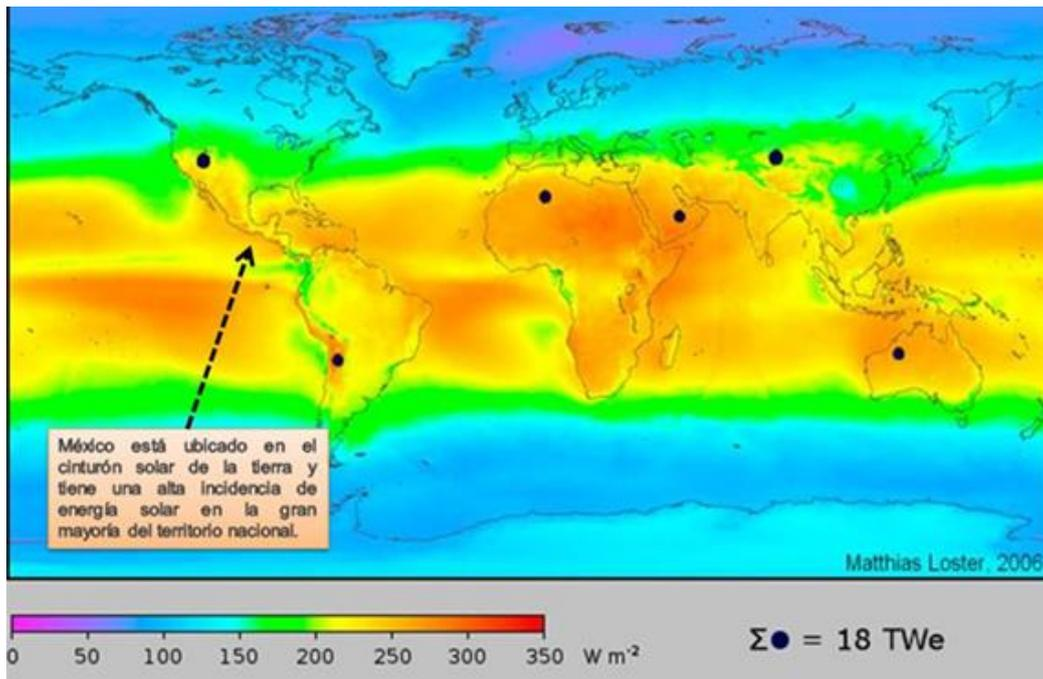 México está ubicado en el
cinturón solar de la tierra y
tiene una alta incidencia de
energía solar en la gran
mayoría del territorio nacional.
Matthias Loster, 2006
0 50 100 150 200 250 300 350 W m⁻²
Σ● = 18 TWe